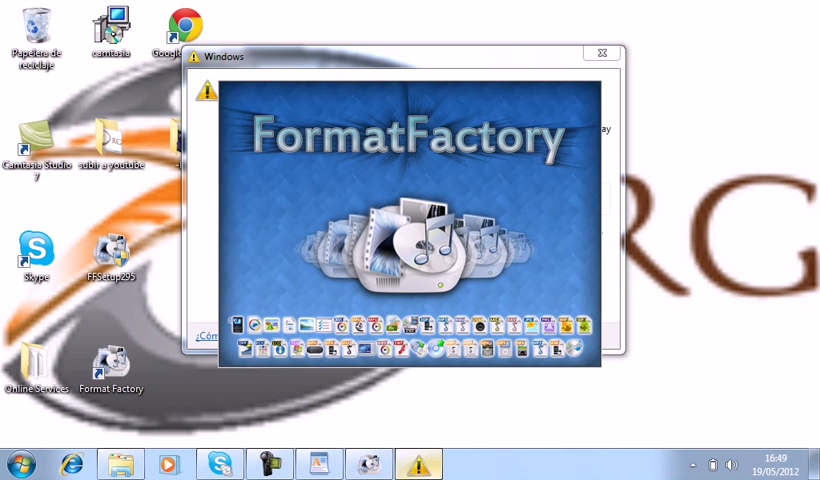 Papelera de
reciclaje
camtasia
Google
Windows
ay
FormatFactory
Camtasia Studio
7
subir a youtube
RG
Skype
FFSetup295
¿Cóm
Online Services
Format Factory
16:49
19/05/2012